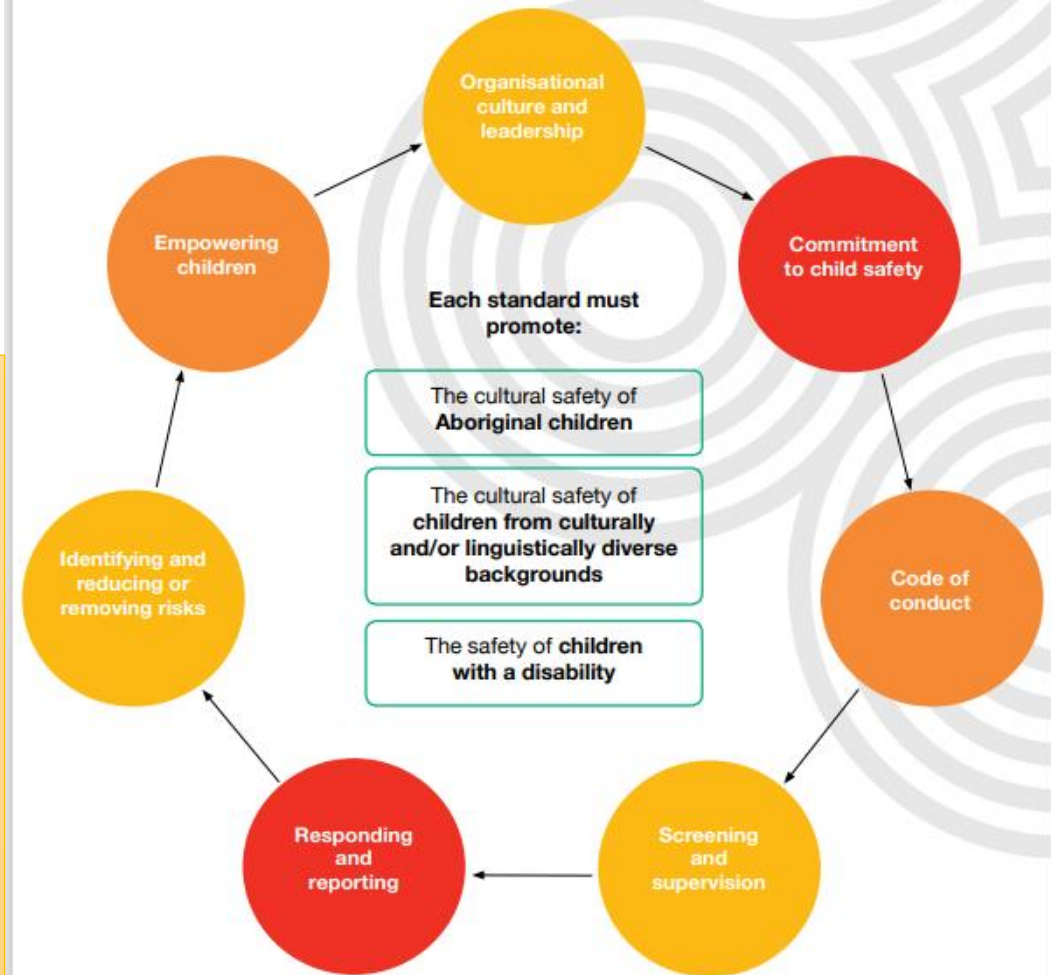 Organisational
culture and
leadership
Commitment
to child safety
Code of
conduct
Screening
and
supervision
Responding
and
reporting
Identifying and
reducing or
removing risks
Empowering
children
Each standard must
promote:
The cultural safety of
Aboriginal children
The cultural safety of
children from culturally
and/or linguistically diverse
backgrounds
The safety of children
with a disability